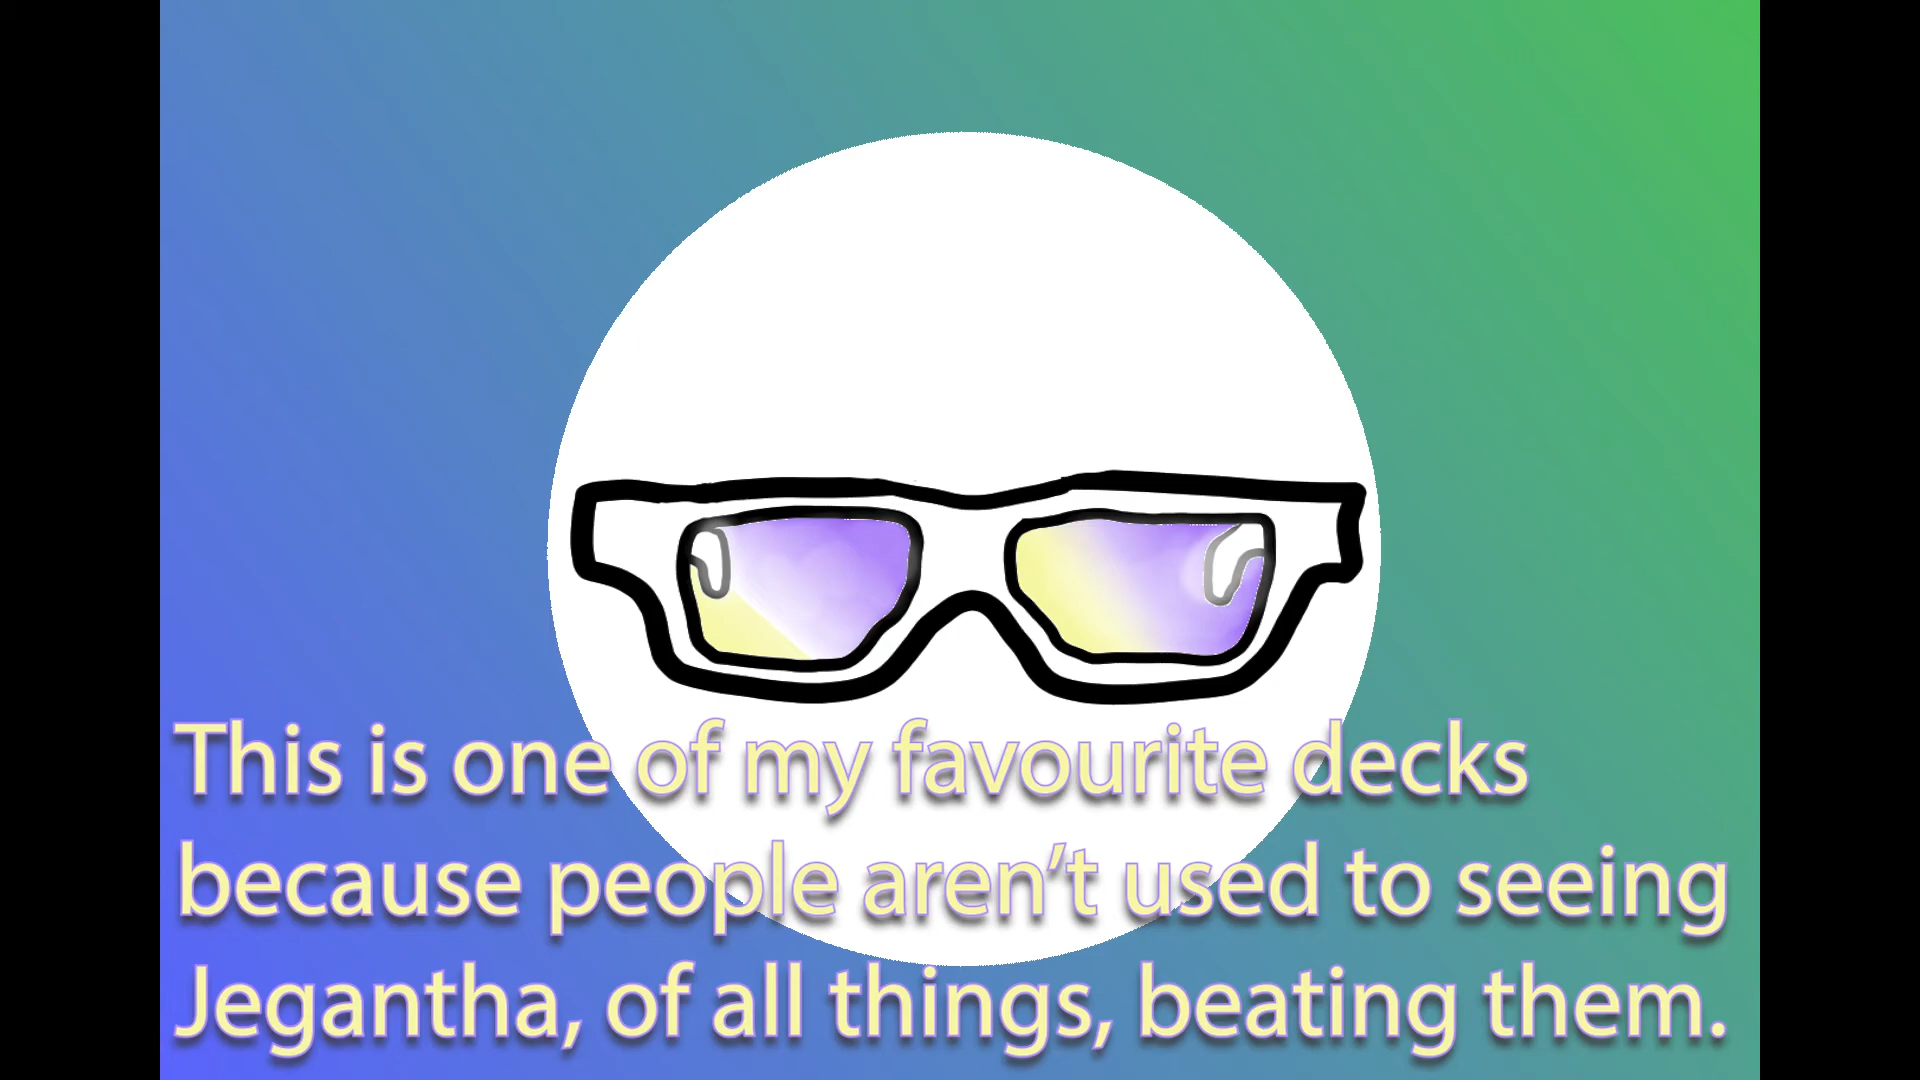 This is one of my favourite decks
because people aren’t used to seeing
Jegantha, of all things, beating them.